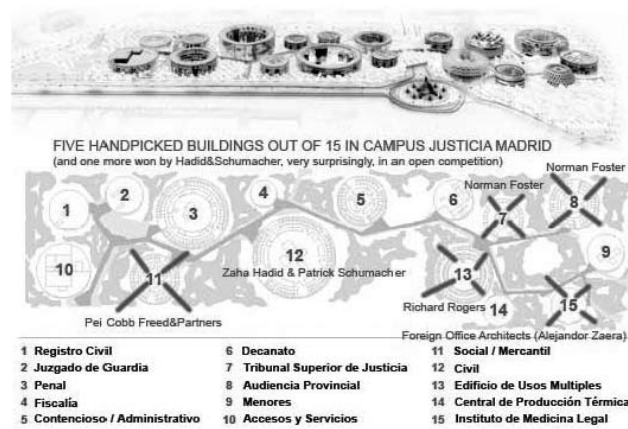 FIVE HANDPICKED BUILDINGS OUT OF 15 IN CAMPUS JUSTICIA MADRID
(and one more won by Hadid&Schumacher, very surprisingly, in an open competition)
Norman Foster
Norman Foster
1
2
3
4
5
6
7
8
9
10
11
12
Zaha Hadid & Patrick Schumacher
13
14
15
Richard Rogers
Pei Cobb Freed&Partners
Foreign Office Architects (Alejandor Zaera)
1 Registro Civil
2 Juzgado de Guardia
3 Penal
4 Fiscalía
5 Contencioso / Administrativo
6 Decanato
7 Tribunal Superior de Justicia
8 Audiencia Provincial
9 Menores
10 Accesos y Servicios
11 Social / Mercantil
12 Civil
13 Edificio de Usos Multiples
14 Central de Producción Térmica
15 Instituto de Medicina Legal